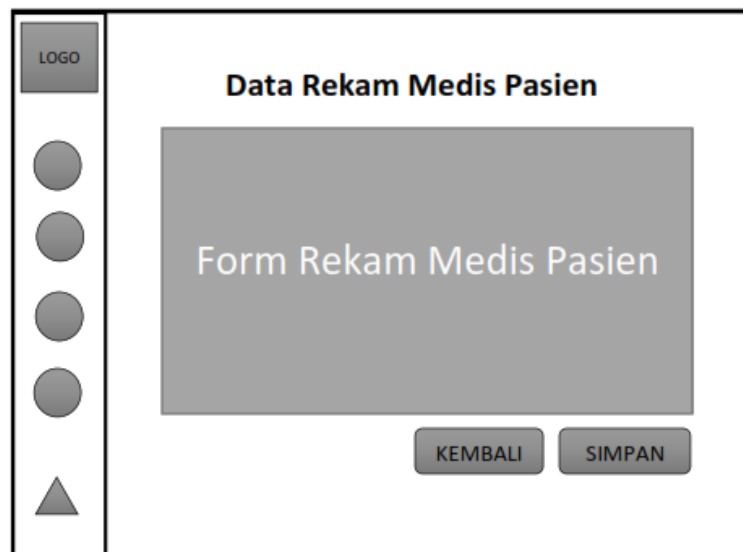 LOGO
Data Rekam Medis Pasien
Form Rekam Medis Pasien
KEMBALI
SIMPAN